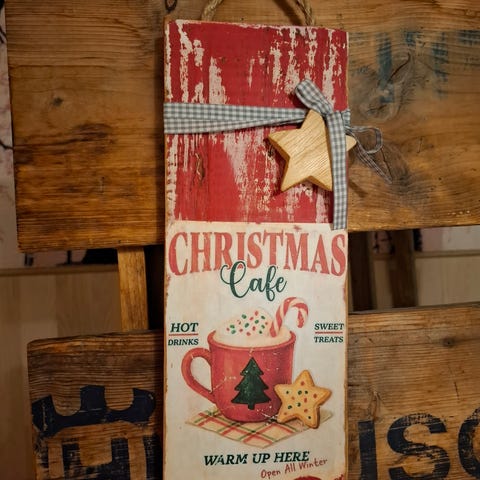 CHRISTMAS
Cafe
HOT
DRINKS
SWEET
TREATS
WARM UP HERE
Open All Winter